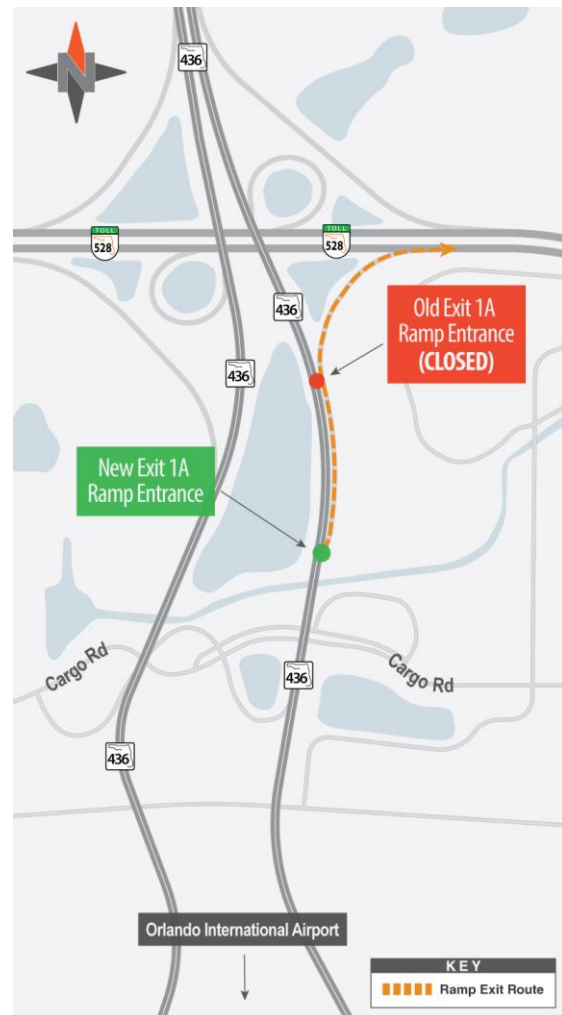 N
436
TOLL
528
TOLL
528
436
Old Exit 1A
Ramp Entrance
(CLOSED)
436
New Exit 1A
Ramp Entrance
Cargo Rd
Cargo Rd
436
436
Orlando International Airport
KEY
Ramp Exit Route